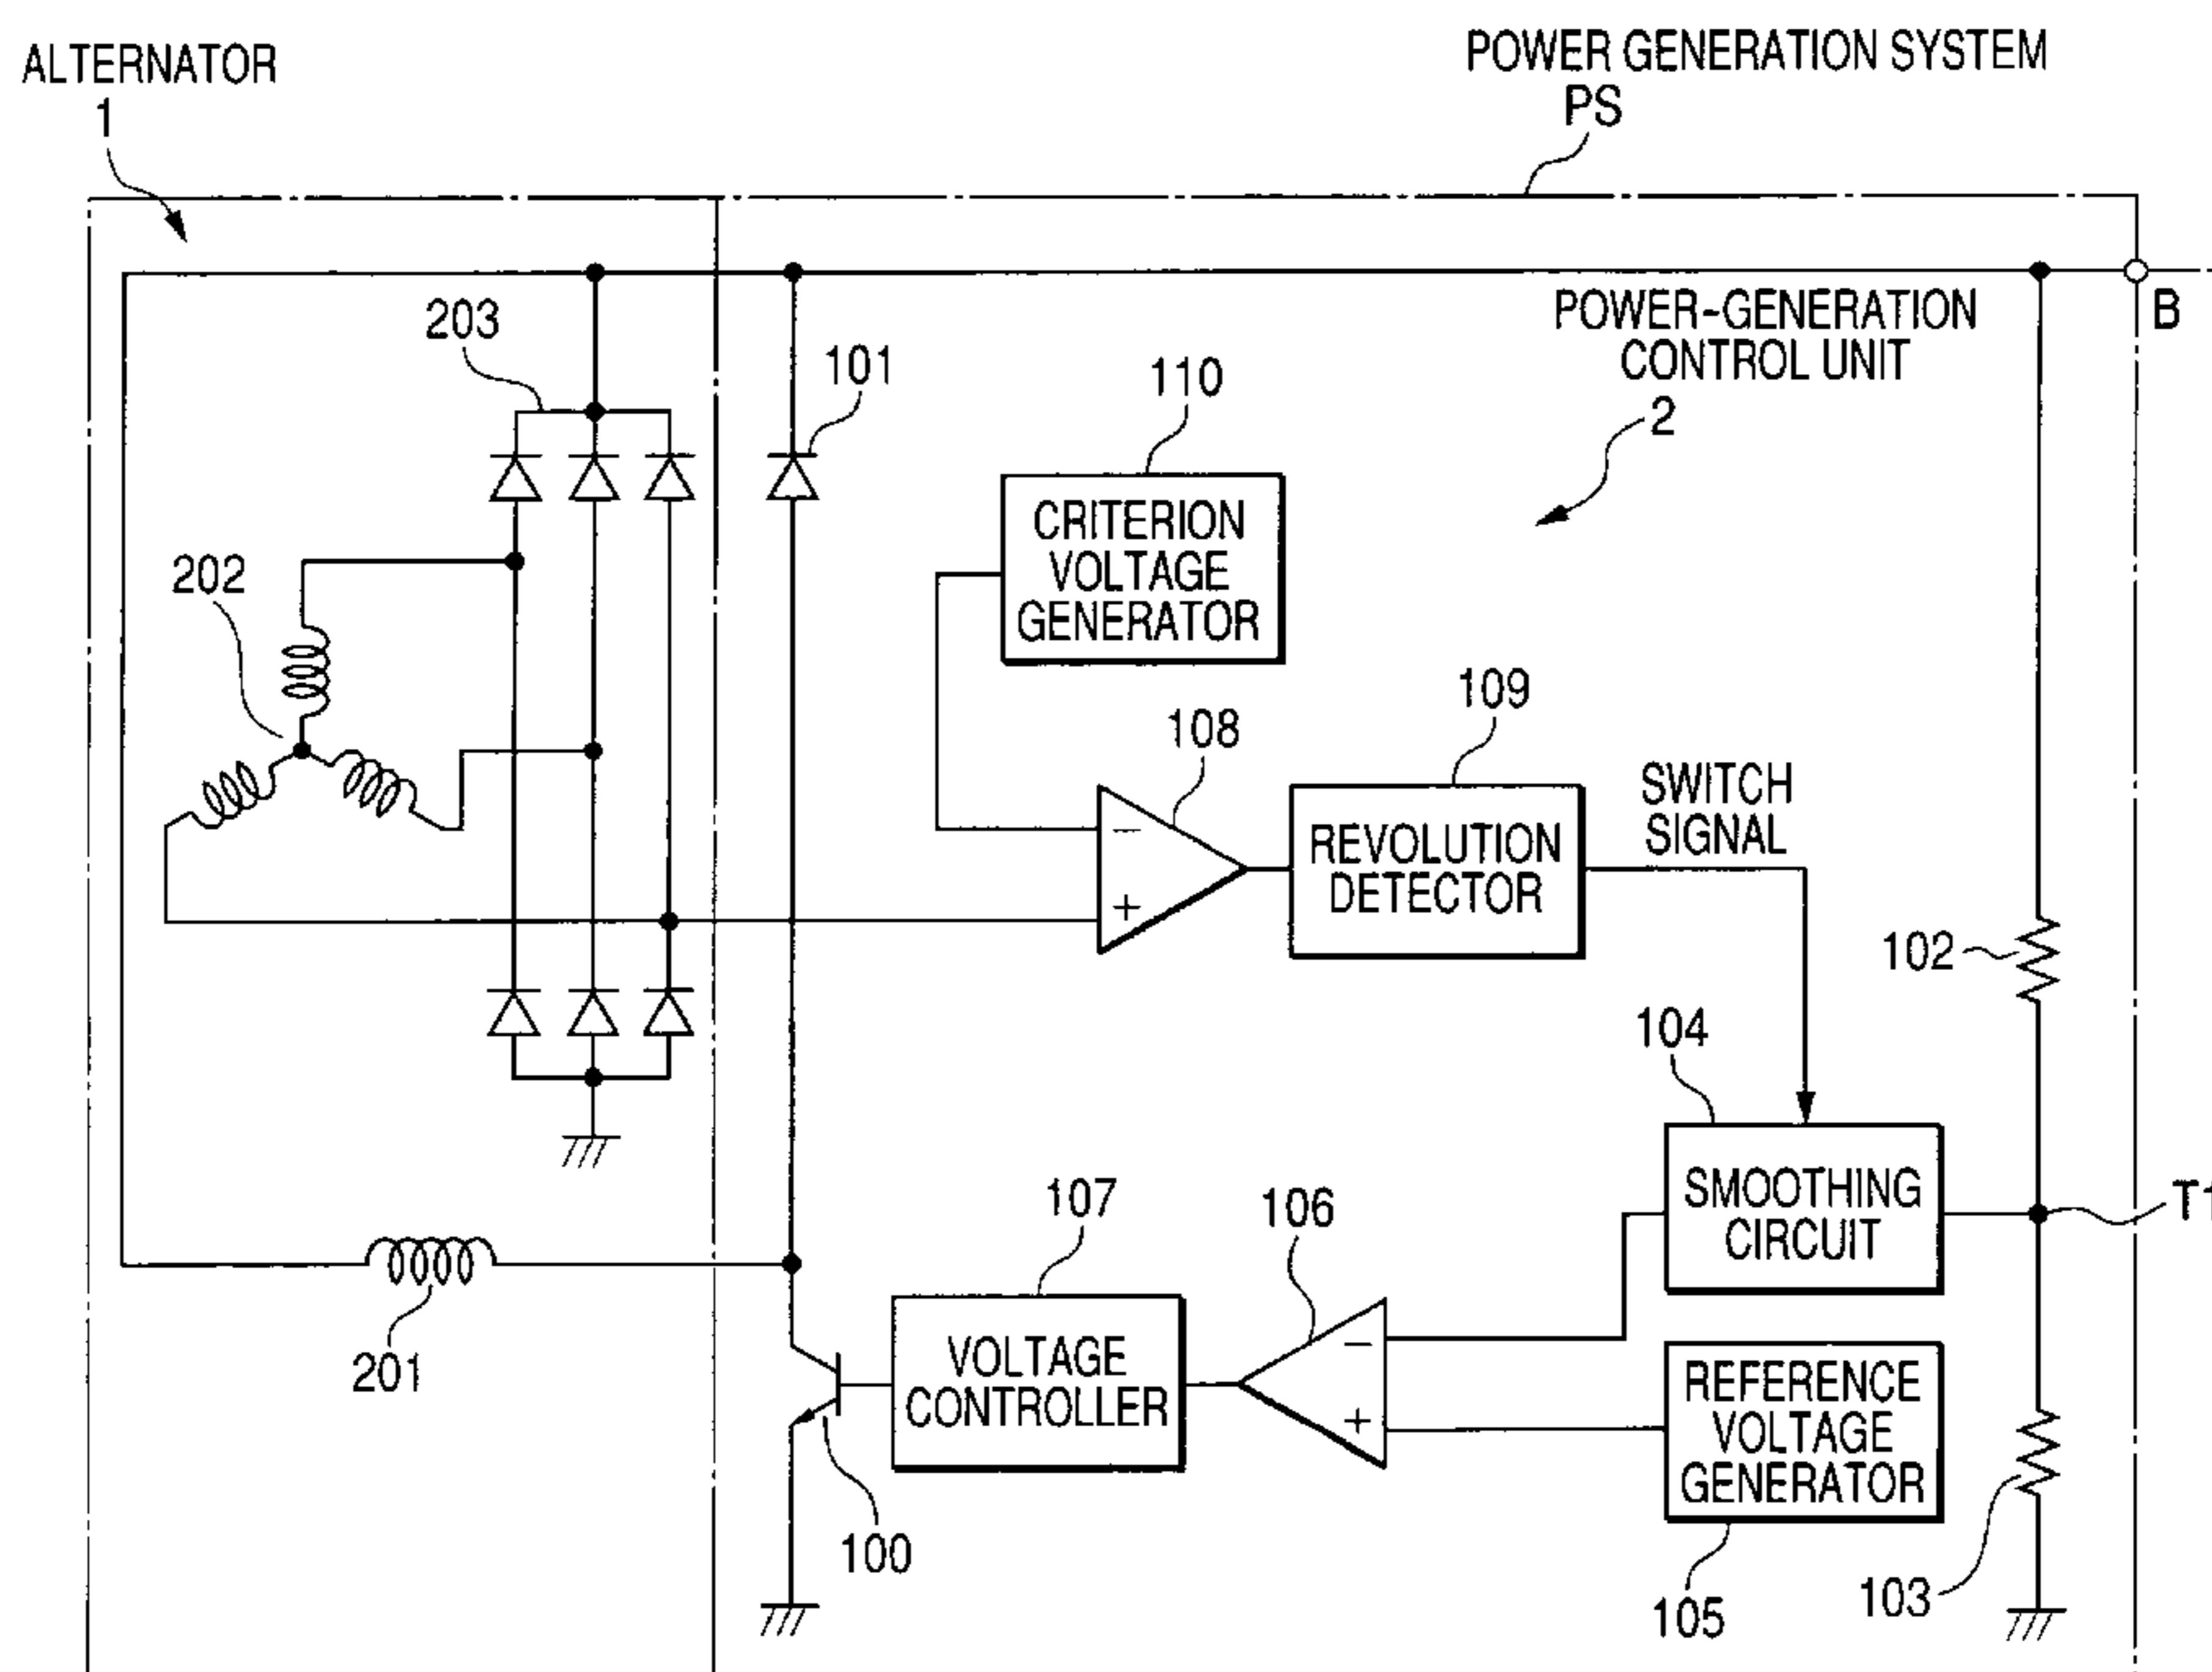 ALTERNATOR
1
POWER GENERATION SYSTEM
PS
B
POWER-GENERATION
CONTROL UNIT
2
203
101
110
CRITERION
VOLTAGE
GENERATOR
202
109
108
SWITCH
SIGNAL
−
+
REVOLUTION
DETECTOR
102
104
SMOOTHING
CIRCUIT
T1
107
106
201
VOLTAGE
CONTROLLER
−
+
REFERENCE
VOLTAGE
GENERATOR
100
105
103